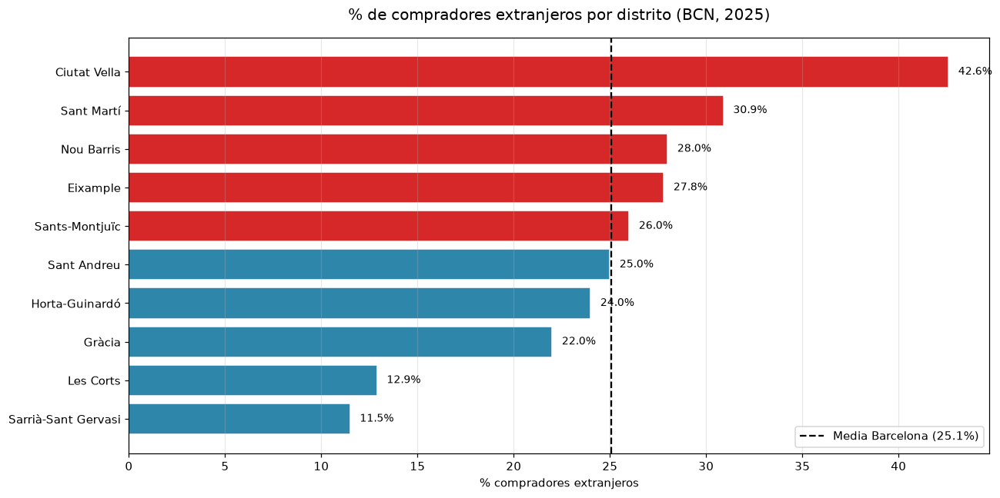 % de compradores extranjeros por distrito (BCN, 2025)
Ciutat Vella 42.6%
Sant Martí 30.9%
Nou Barris 28.0%
Eixample 27.8%
Sants-Montjuïc 26.0%
Sant Andreu 25.0%
Horta-Guinardó 24.0%
Gràcia 22.0%
Les Corts 12.9%
Sarrià-Sant Gervasi 11.5%
Media Barcelona (25.1%)
0 5 10 15 20 25 30 35 40
% compradores extranjeros